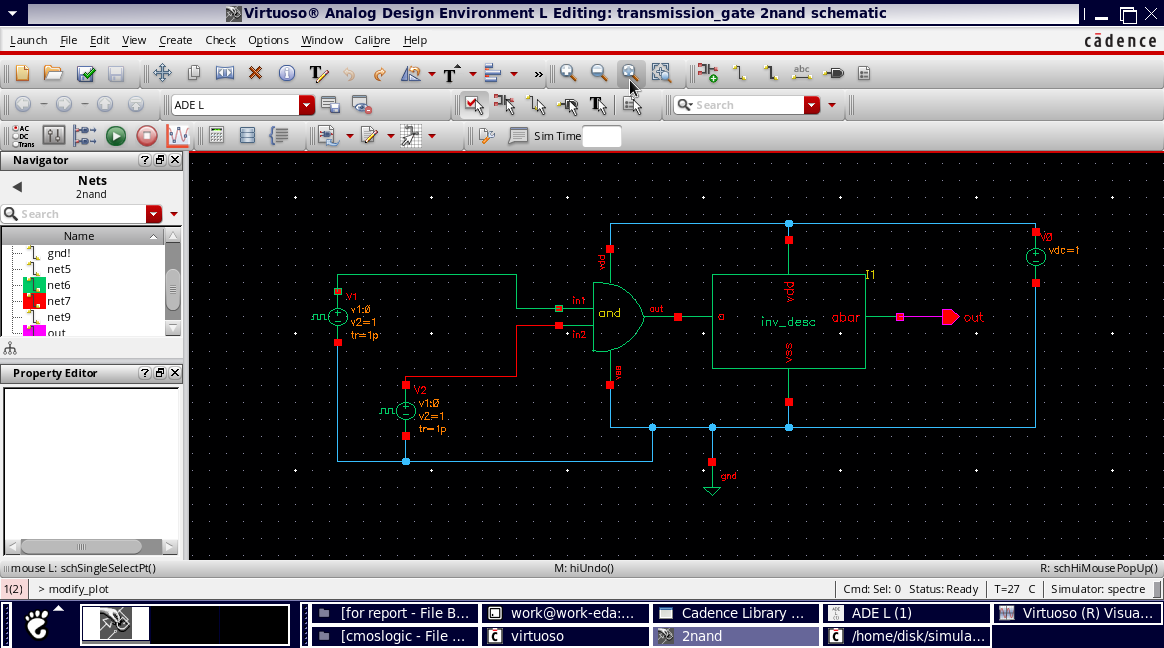 Virtuoso® Analog Design Environment L Editing: transmission_gate 2nand schematic
Launch File Edit View Create Check Options Window Calibre Help
cādence
»
abc
ADE L
Search
AC
DC
Trans
Sim Time
Navigator
Nets
2nand
Search
Name
gnd!
net5
net6
net7
net9
out
Property Editor
V1
v1:0
v2=1
tr=1p
V2
v1:0
v2=1
tr=1p
vdd
in1
in2
and
out
vss
I1
vdd
a
inv_desc
abar
vss
out
gnd
V0
vdc=1
mouse L: schSingleSelectPt()
M: hiUndo()
R: schHiMousePopUp()
1(2)
> modify_plot
Cmd: Sel: 0 Status: Ready T=27 C Simulator: spectre
[for report - File B...
work@work-eda:...
Cadence Library ...
ADE L (1)
Virtuoso (R) Visua...
[cmoslogic - File ...
virtuoso
2nand
/home/disk/simula...